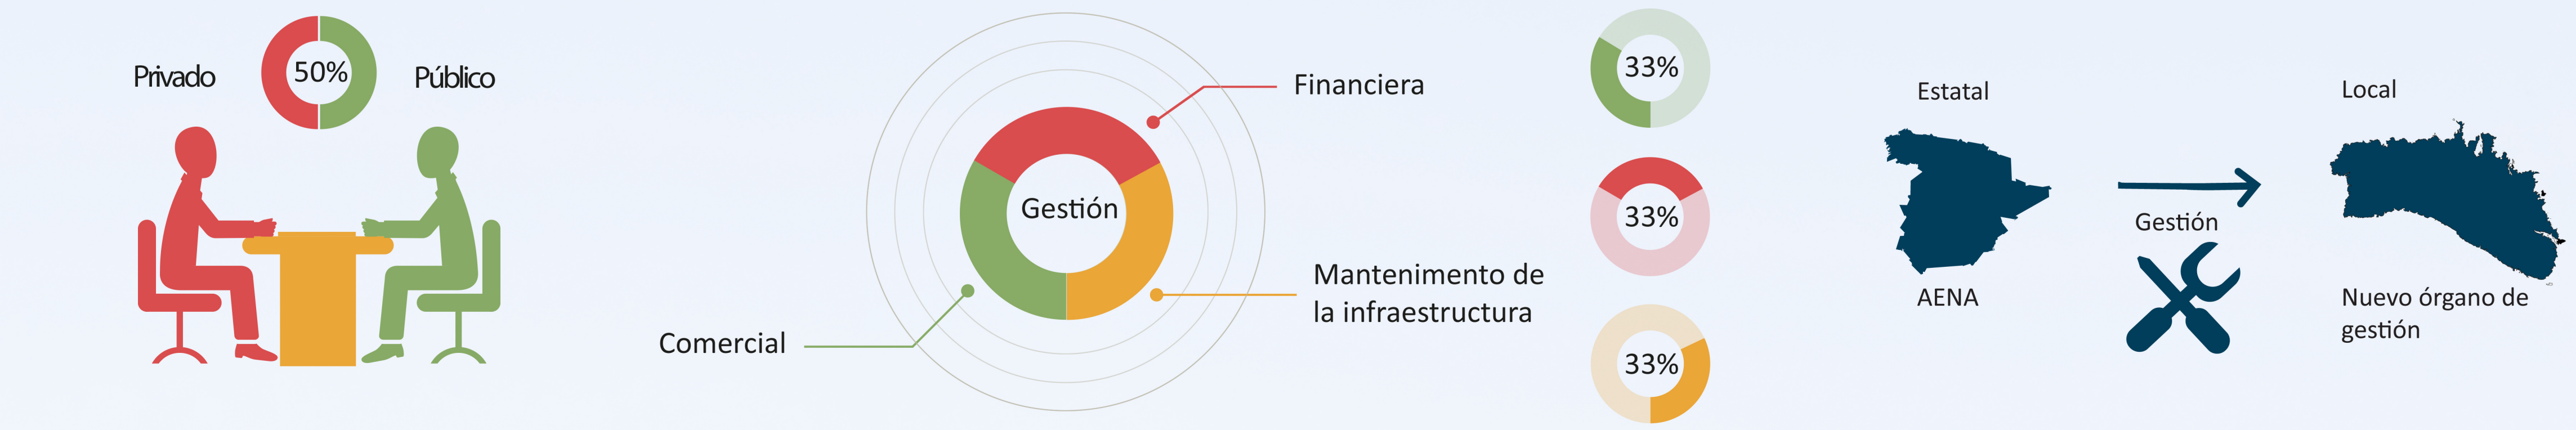 Privado
50%
Público
Gestión
Financiera
Mantenimento de
la infraestructura
Comercial
33%
33%
33%
Estatal
AENA
Gestión
Local
Nuevo órgano de
gestión